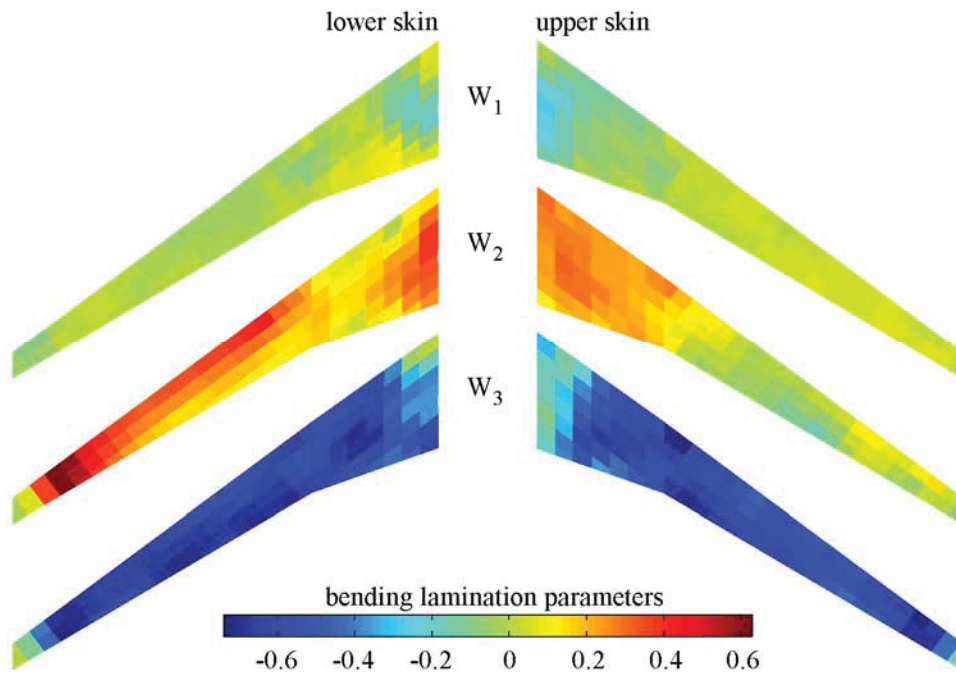 lower skin
upper skin
W1
W2
W3
bending lamination parameters
-0.6 -0.4 -0.2 0 0.2 0.4 0.6